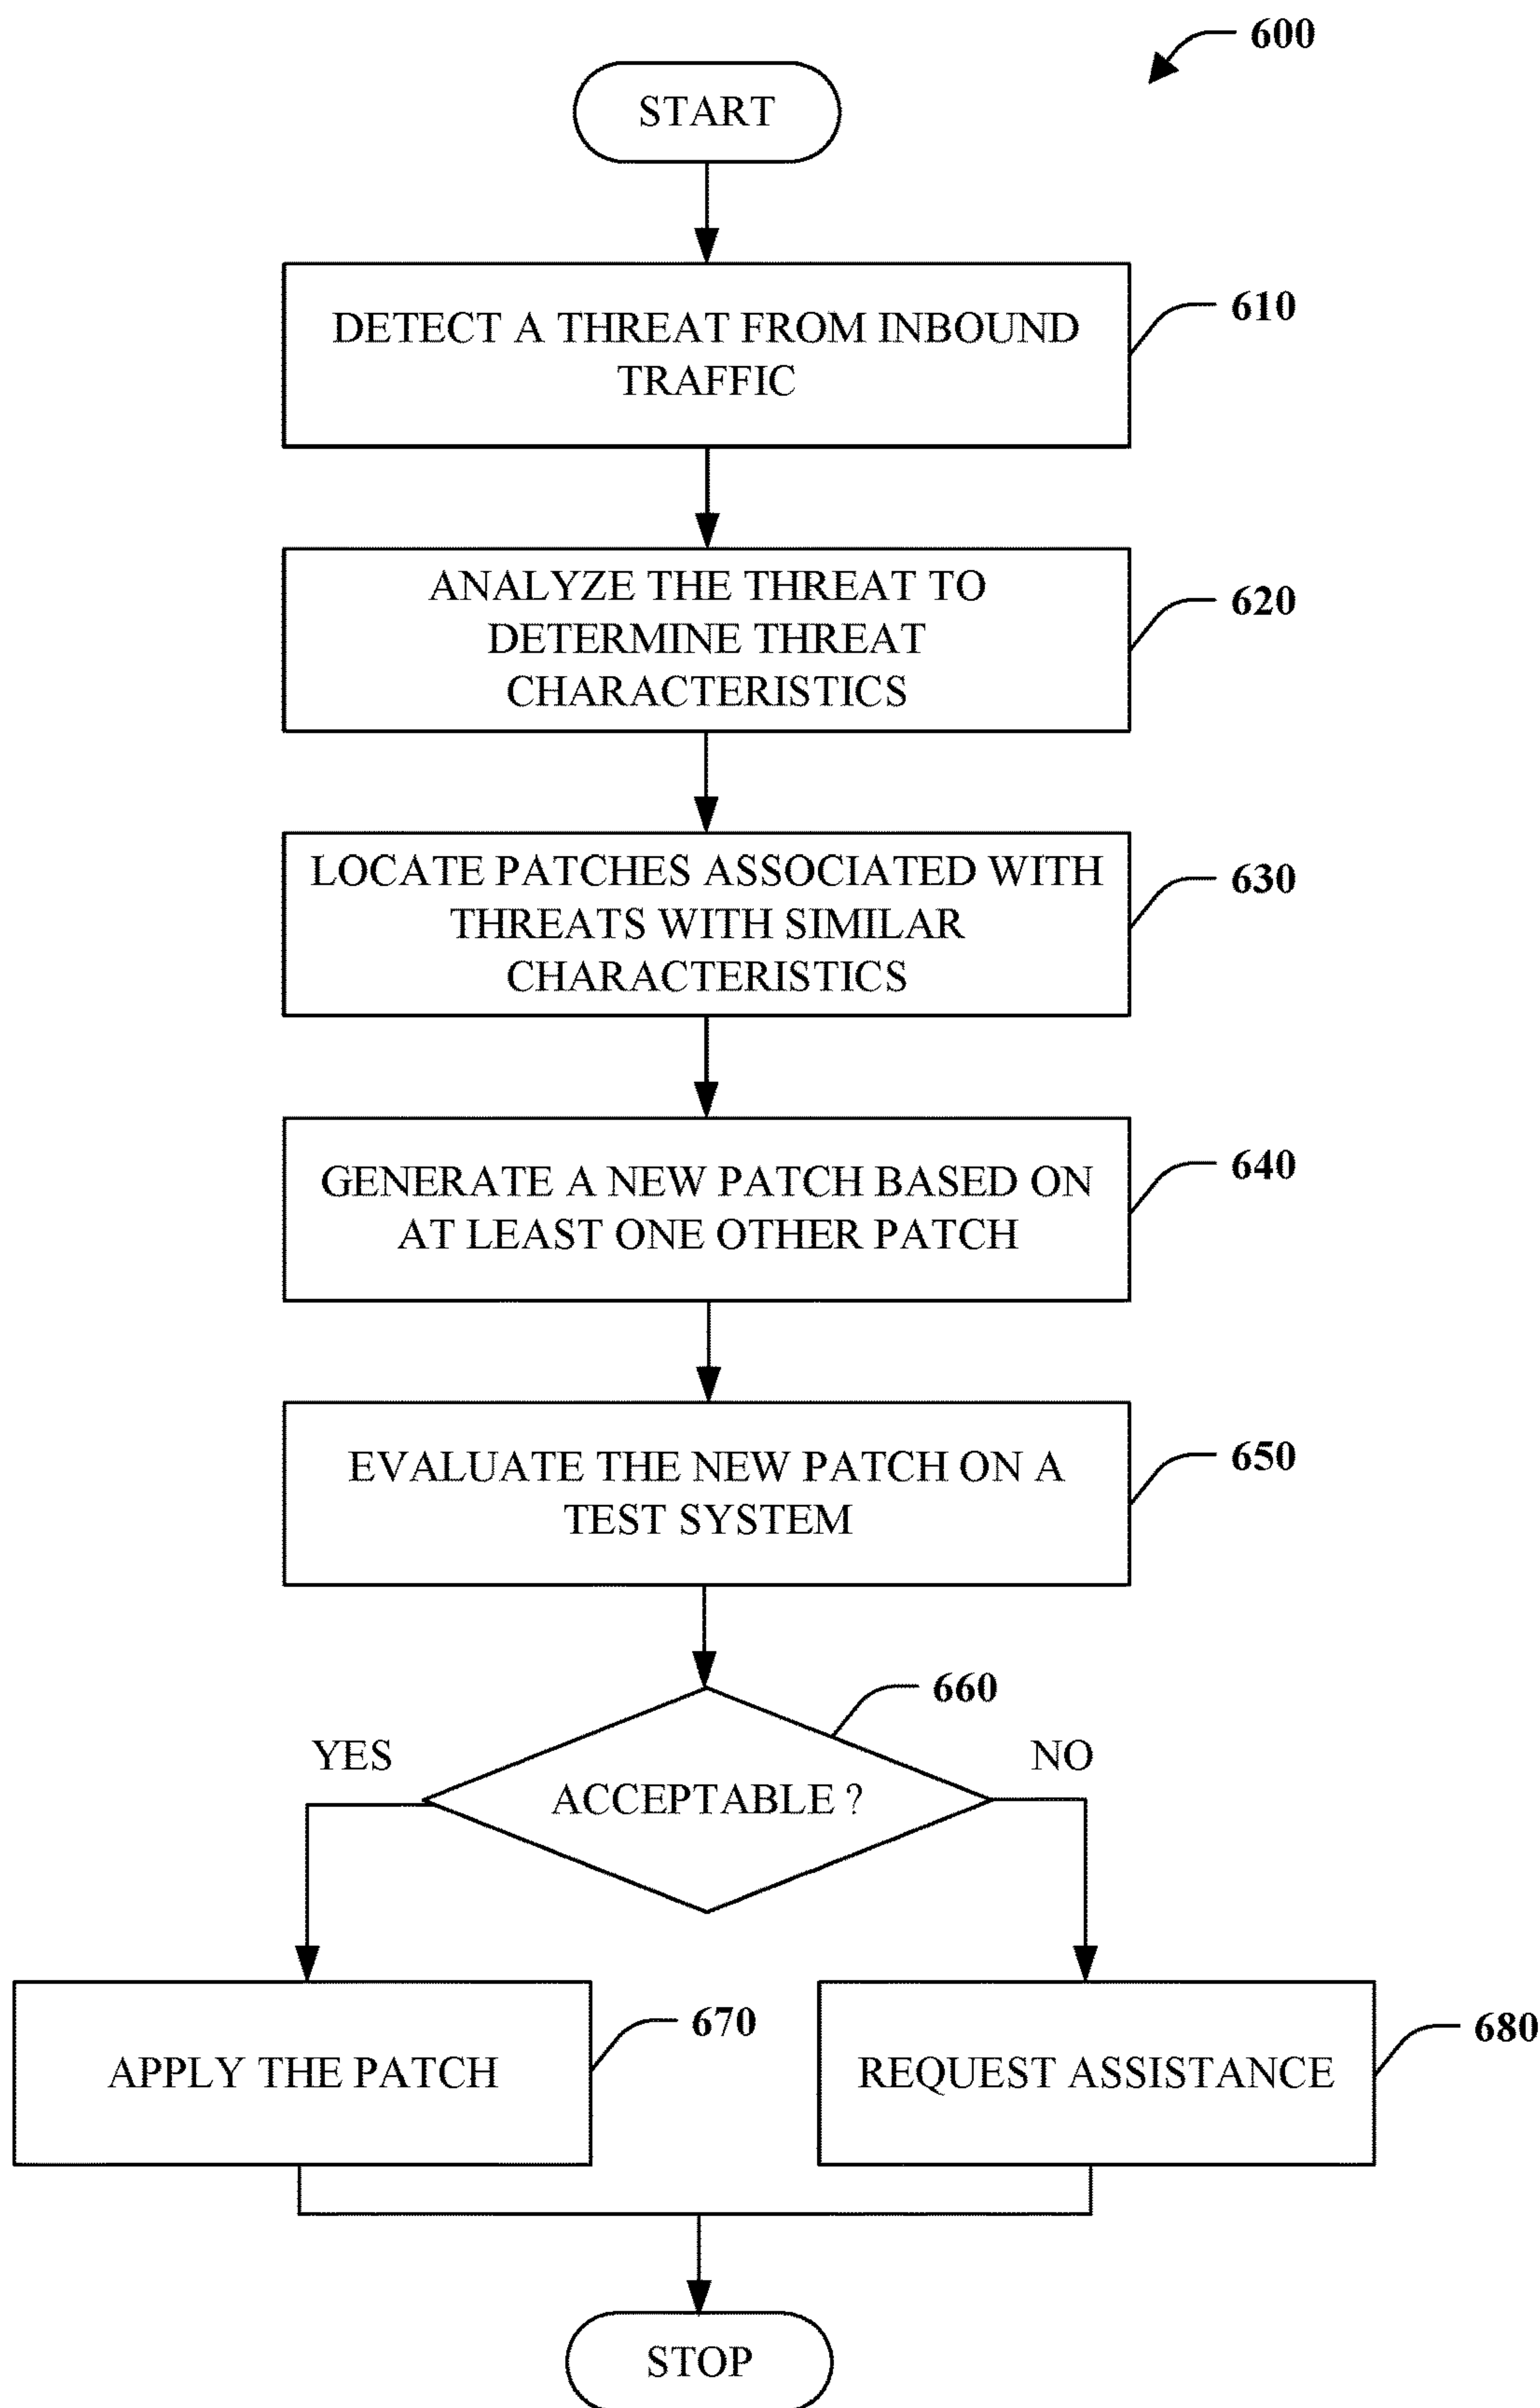 600
START
DETECT A THREAT FROM INBOUND
TRAFFIC
610
ANALYZE THE THREAT TO
DETERMINE THREAT
CHARACTERISTICS
620
LOCATE PATCHES ASSOCIATED WITH
THREATS WITH SIMILAR
CHARACTERISTICS
630
GENERATE A NEW PATCH BASED ON
AT LEAST ONE OTHER PATCH
640
EVALUATE THE NEW PATCH ON A
TEST SYSTEM
650
660
YES
NO
ACCEPTABLE ?
APPLY THE PATCH
670
REQUEST ASSISTANCE
680
STOP